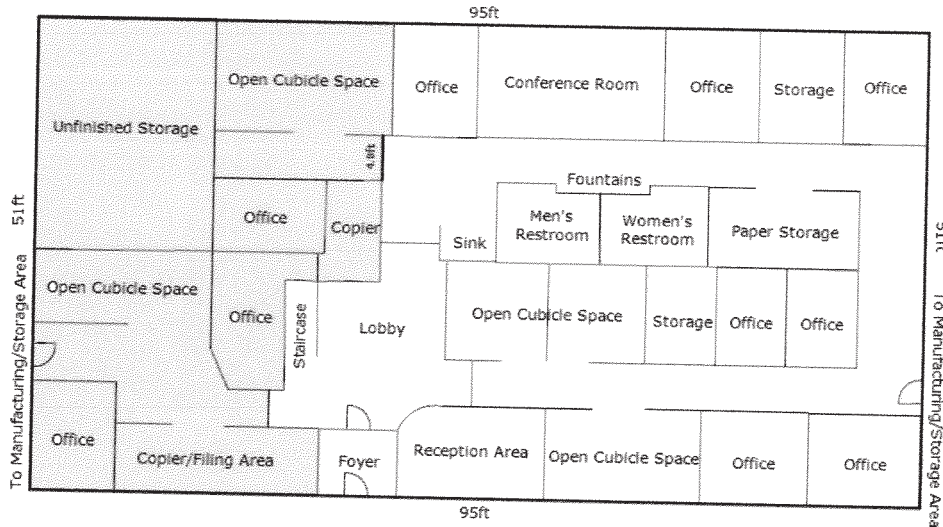 95ft
Open Cubicle Space
Office
Conference Room
Office
Storage
Office
Unfinished Storage
4.8ft
Fountains
51ft
Office
Copier
Sink
Men's
Restroom
Women's
Restroom
Paper Storage
51ft
To Manufacturing/Storage Area
Open Cubicle Space
Office
Staircase
Lobby
Open Cubicle Space
Storage
Office
Office
To Manufacturing/Storage Area
Office
Copier/Filing Area
Foyer
Reception Area
Open Cubicle Space
Office
Office
95ft